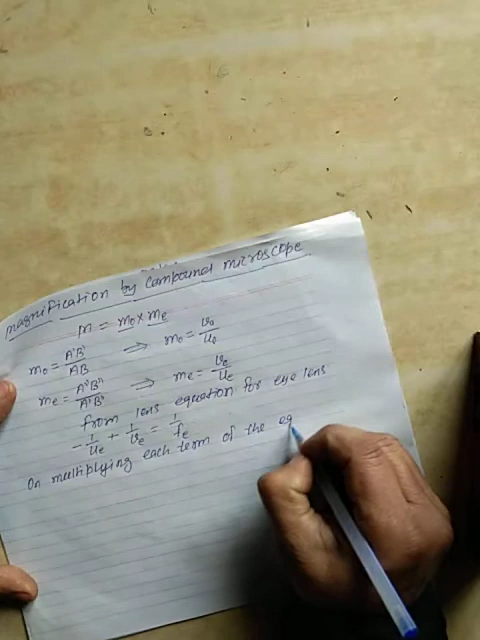 magnification by compound microscope
M = mo × me
mo = A'B'/AB ⇒ mo = vo/uo
me = A"B"/A'B' ⇒ me = ve/ue
from lens equation for eye lens
- 1/ue + 1/ve = 1/fe
On multiplying each term of the eq